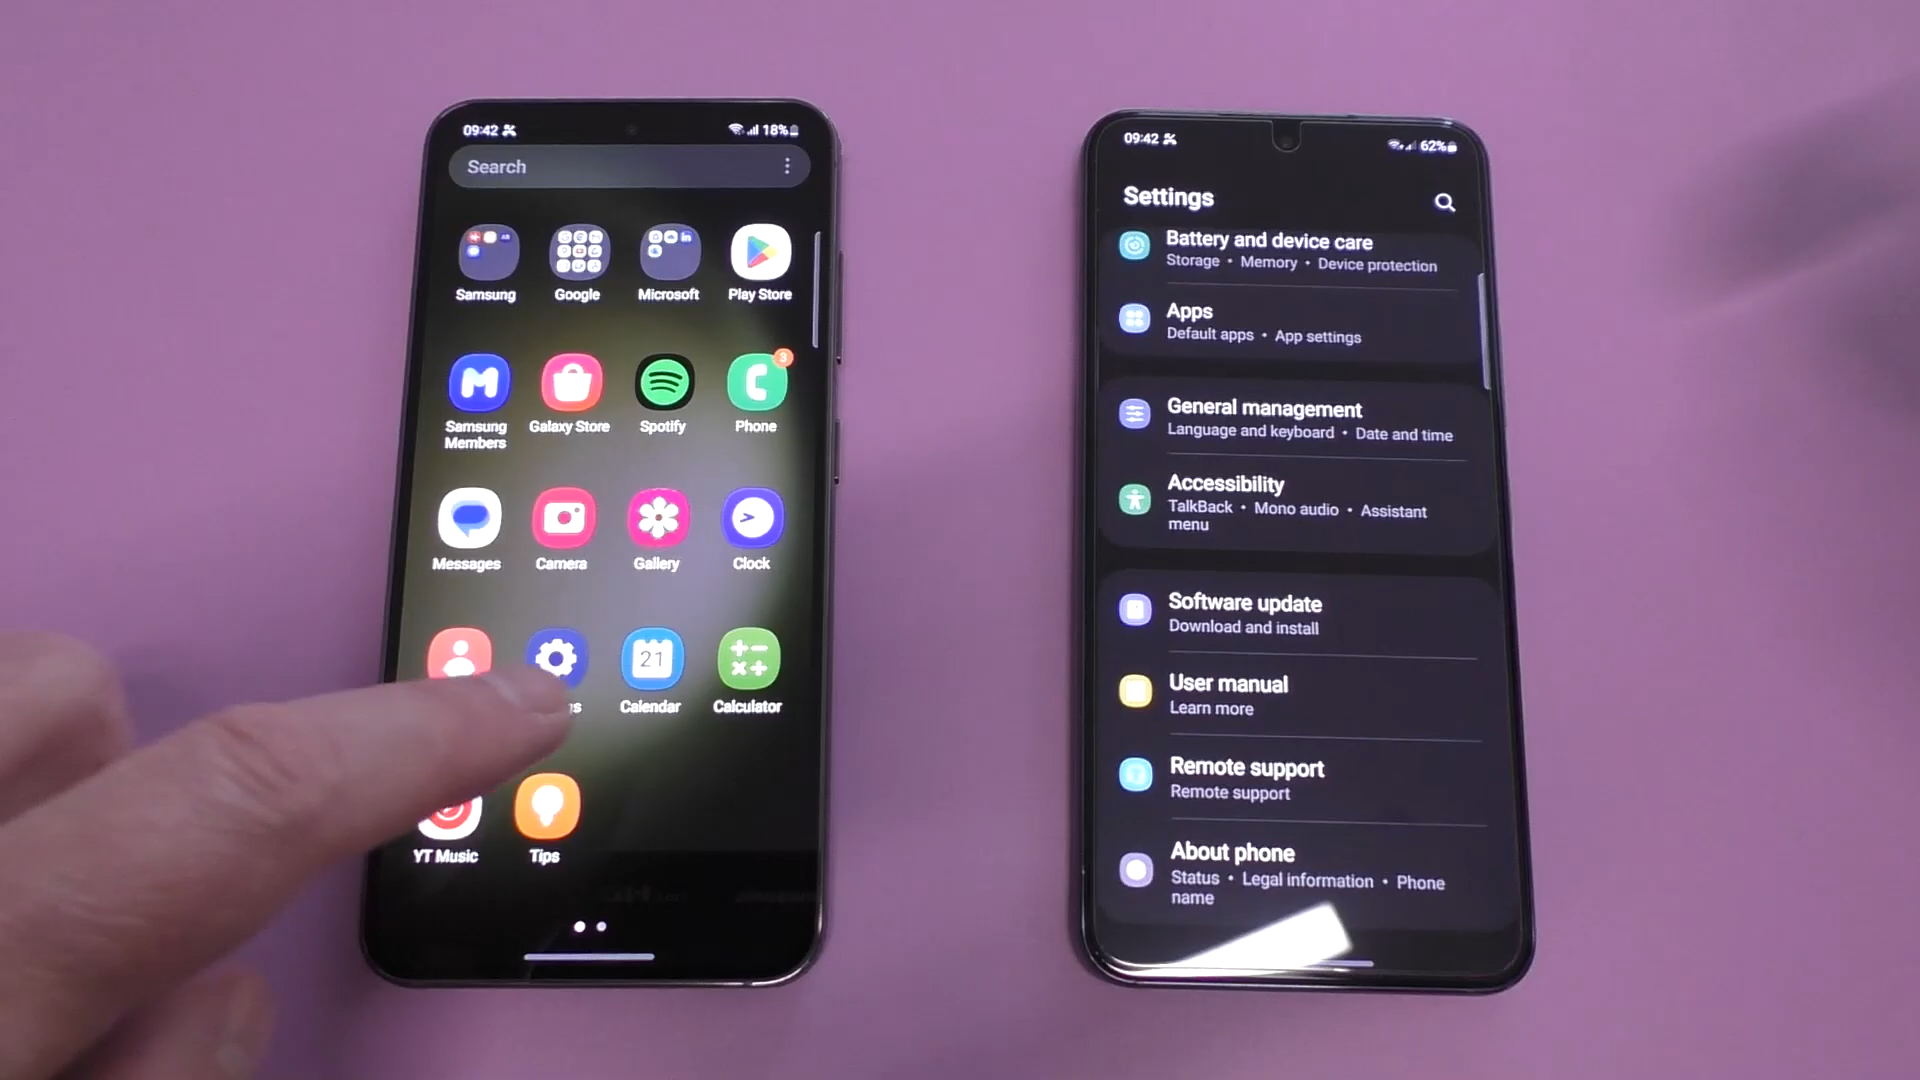 09:42
18%
Search
Samsung
Google
Microsoft
Play Store
3
Samsung
Members
Galaxy Store
Spotify
Phone
Messages
Camera
Gallery
Clock
21
Calendar
Calculator
YT Music
Tips
09:42
62%
Settings
Battery and device care
Storage • Memory • Device protection
Apps
Default apps • App settings
General management
Language and keyboard • Date and time
Accessibility
TalkBack • Mono audio • Assistant
menu
Software update
Download and install
User manual
Learn more
Remote support
Remote support
About phone
Status • Legal information • Phone
name